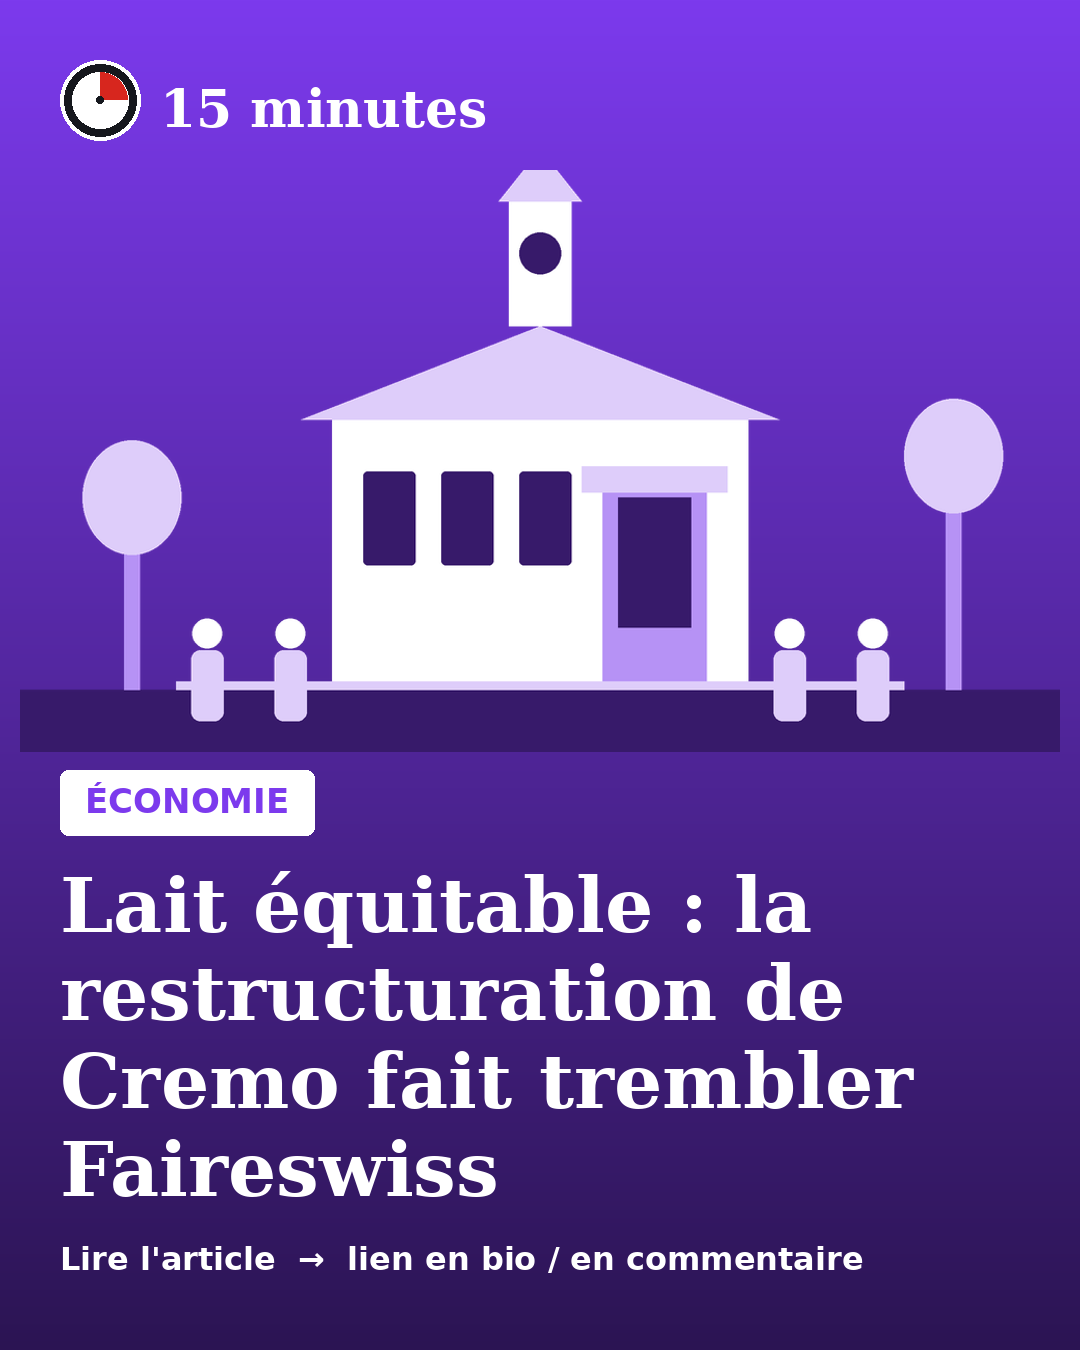 15 minutes
ÉCONOMIE
Lait équitable : la
restructuration de
Cremo fait trembler
Faireswiss
Lire l'article → lien en bio / en commentaire